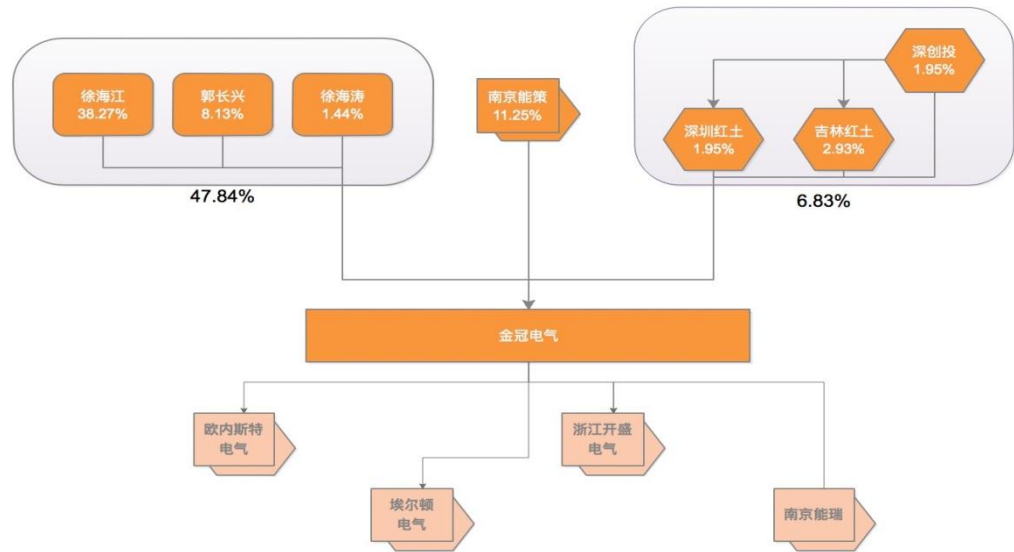 徐海江
38.27%
郭长兴
8.13%
徐海涛
1.44%
47.84%
南京能策
11.25%
深创投
1.95%
深圳红土
1.95%
吉林红土
2.93%
6.83%
金冠电气
欧内斯特
电气
浙江开盛
电气
埃尔顿
电气
南京能瑞